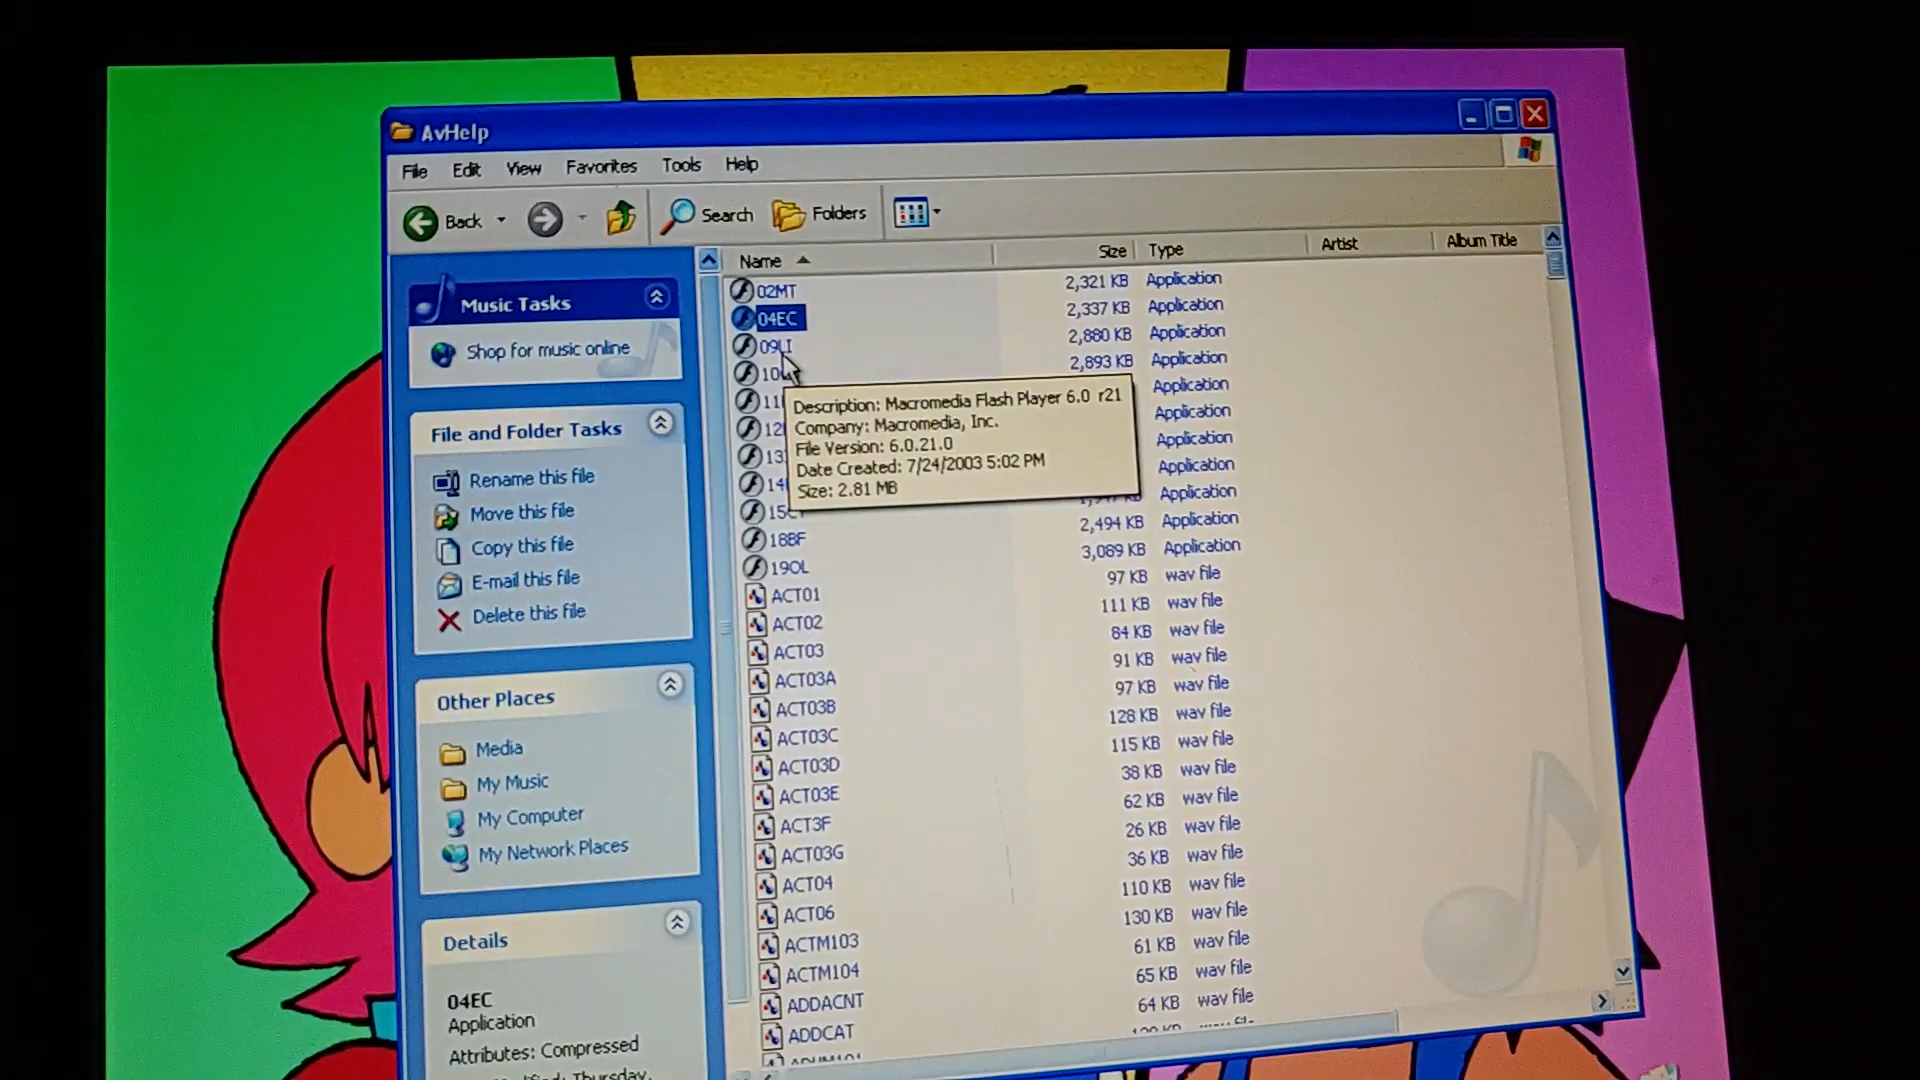 AvHelp
File Edit View Favorites Tools Help
Back Search Folders
Name Size Type Artist Album Title
Music Tasks
Shop for music online
File and Folder Tasks
Rename this file
Move this file
Copy this file
E-mail this file
Delete this file
Other Places
Media
My Music
My Computer
My Network Places
Details
04EC
Application
Attributes: Compressed
02MT 2,321 KB Application
04EC 2,337 KB Application
09LI 2,880 KB Application
2,893 KB Application
Application
Application
Application
Application
Application
Description: Macromedia Flash Player 6.0 r21
Company: Macromedia, Inc.
File Version: 6.0.21.0
Date Created: 7/24/2003 5:02 PM
Size: 2.81 MB
18BF 2,494 KB Application
19OL 3,089 KB Application
ACT01 97 KB wav file
ACT02 111 KB wav file
ACT03 84 KB wav file
ACT03A 91 KB wav file
ACT03B 97 KB wav file
ACT03C 128 KB wav file
ACT03D 115 KB wav file
ACT03E 38 KB wav file
ACT3F 62 KB wav file
ACT03G 26 KB wav file
ACT04 36 KB wav file
ACT06 110 KB wav file
ACTM103 130 KB wav file
ACTM104 61 KB wav file
ADDACNT 65 KB wav file
ADDCAT 64 KB wav file